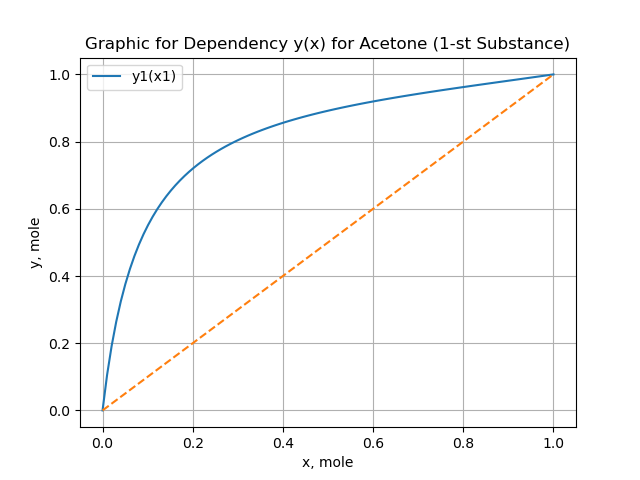 Graphic for Dependency y(x) for Acetone (1-st Substance)
y1(x1)
1.0
0.8
0.6
0.4
0.2
0.0
y, mole
0.0 0.2 0.4 0.6 0.8 1.0
x, mole